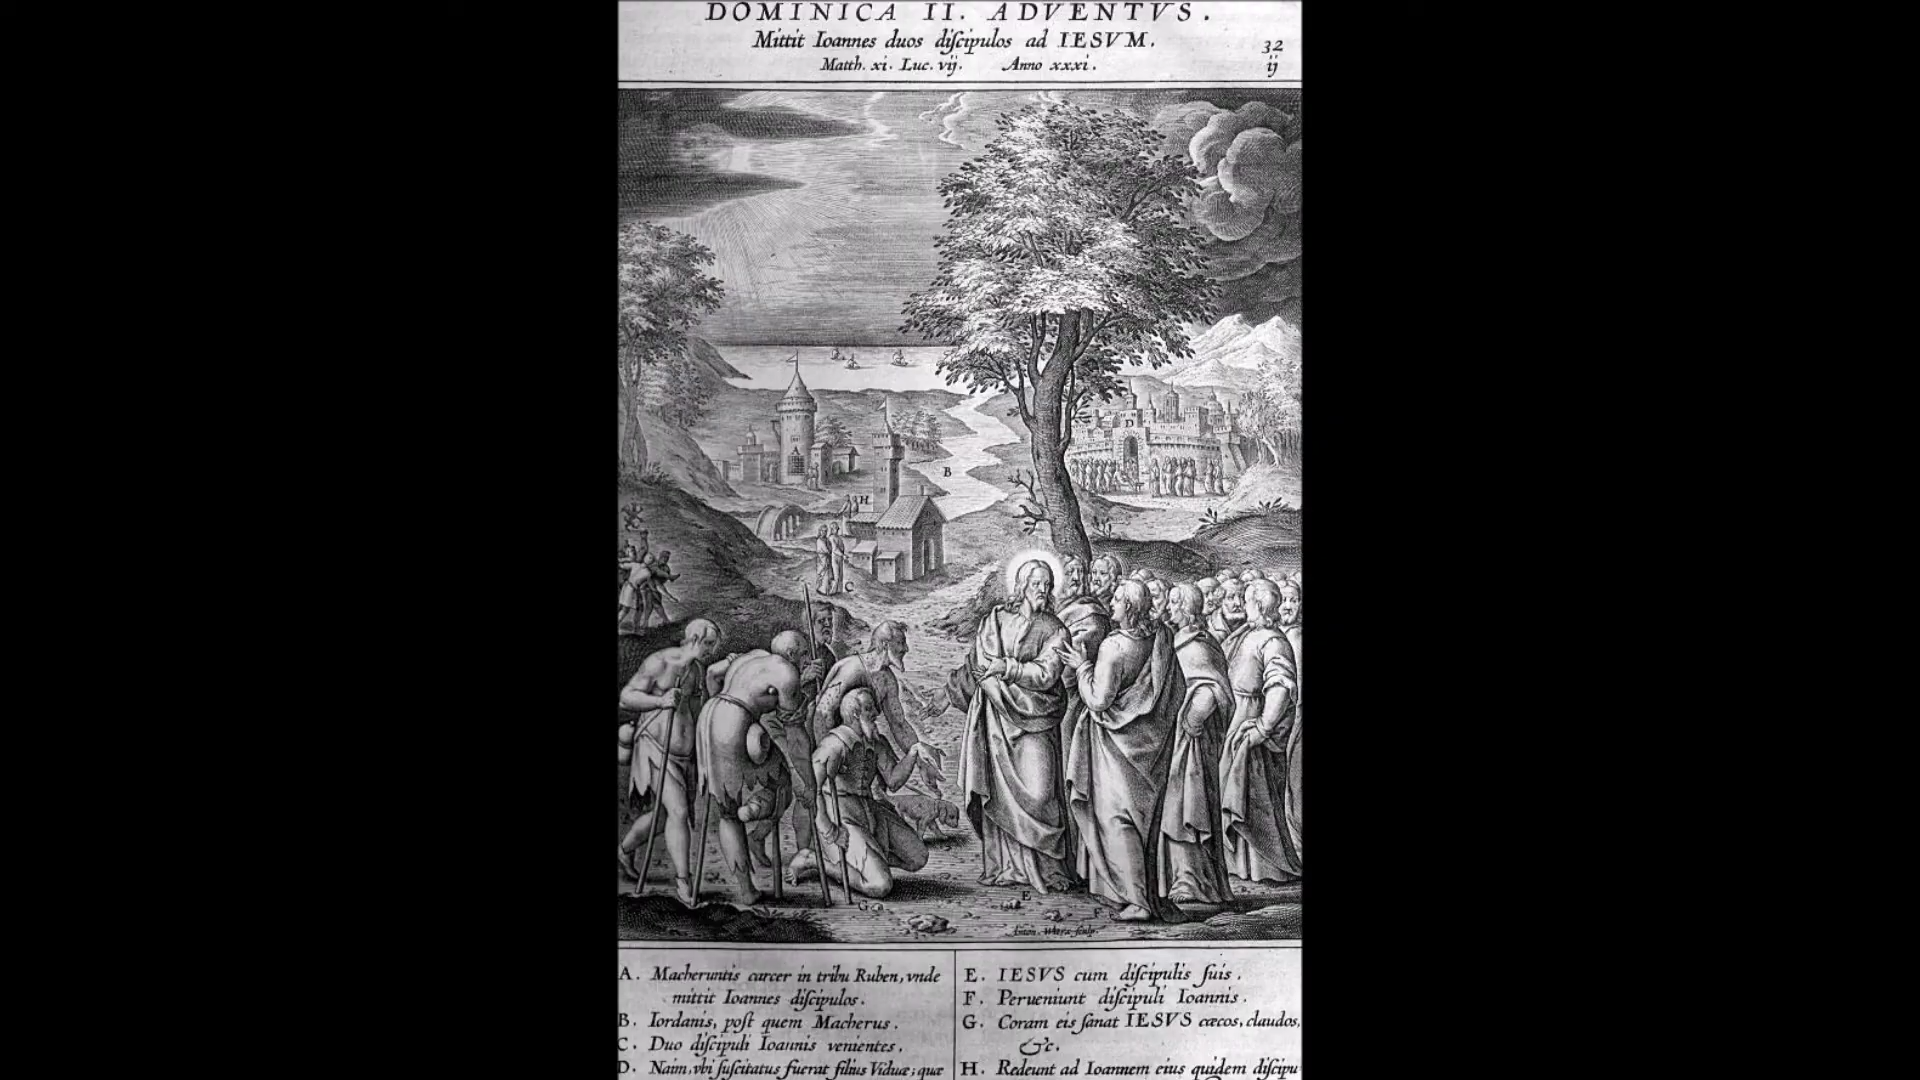 DOMINICA II. ADVENTVS.
Mittit Ioannes duos diſcipulos ad IESVM.
Matth. xi. Luc. vij. Anno xxxi.
32
ij
A
B
D
H
C
G
E
F
A. Macheruntis carcer in tribu Ruben, vnde
mittit Ioannes diſcipulos.
B. Iordanis, poſt quem Macherus.
C. Duo diſcipuli Ioannis venientes.
D. Naim, vbi ſuſcitatus fuerat filius Viduæ; quæ
E. IESVS cum diſcipulis ſuis.
F. Perueniunt diſcipuli Ioannis.
G. Coram eis ſanat IESVS cæcos, claudos,
&c.
H. Redeunt ad Ioannem eius quidem diſcipu